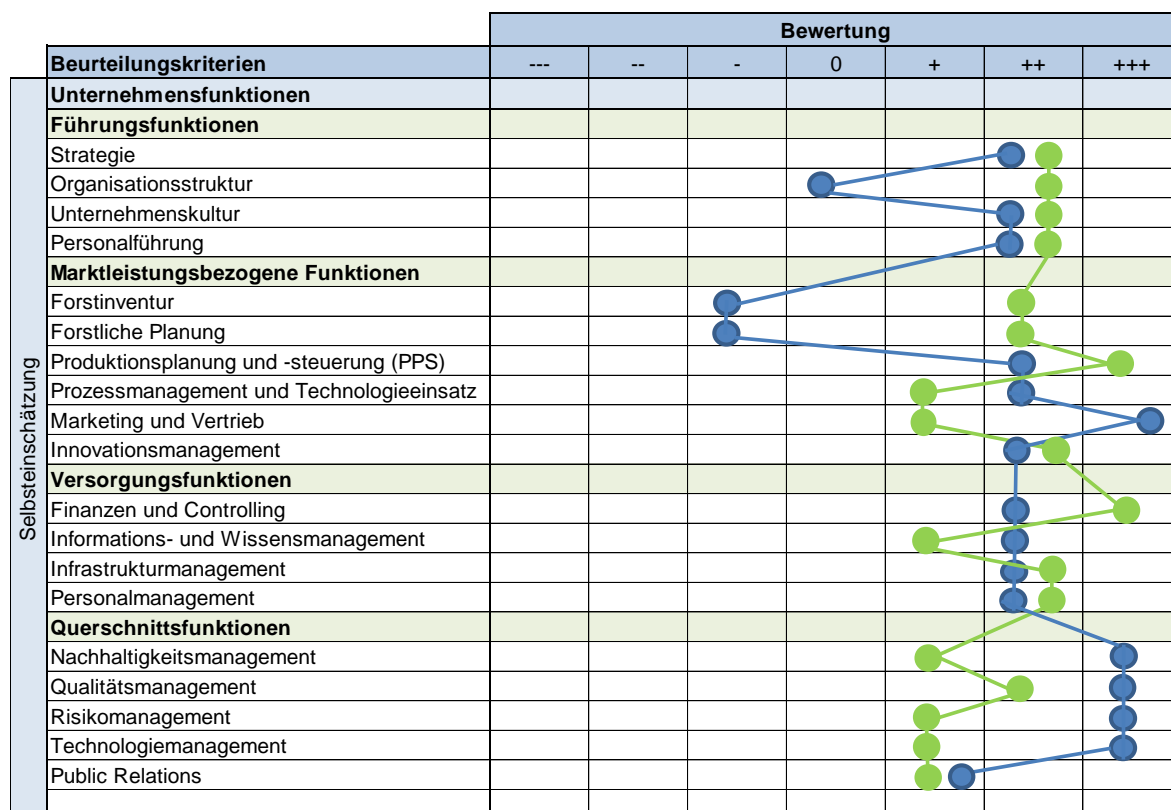 Bewertung
Beurteilungskriterien --- -- - 0 + ++ +++
Selbsteinschätzung
Unternehmensfunktionen
Führungsfunktionen
Strategie
Organisationsstruktur
Unternehmenskultur
Personalführung
Marktleistungsbezogene Funktionen
Forstinventur
Forstliche Planung
Produktionsplanung und -steuerung (PPS)
Prozessmanagement und Technologieeinsatz
Marketing und Vertrieb
Innovationsmanagement
Versorgungsfunktionen
Finanzen und Controlling
Informations- und Wissensmanagement
Infrastrukturmanagement
Personalmanagement
Querschnittsfunktionen
Nachhaltigkeitsmanagement
Qualitätsmanagement
Risikomanagement
Technologiemanagement
Public Relations